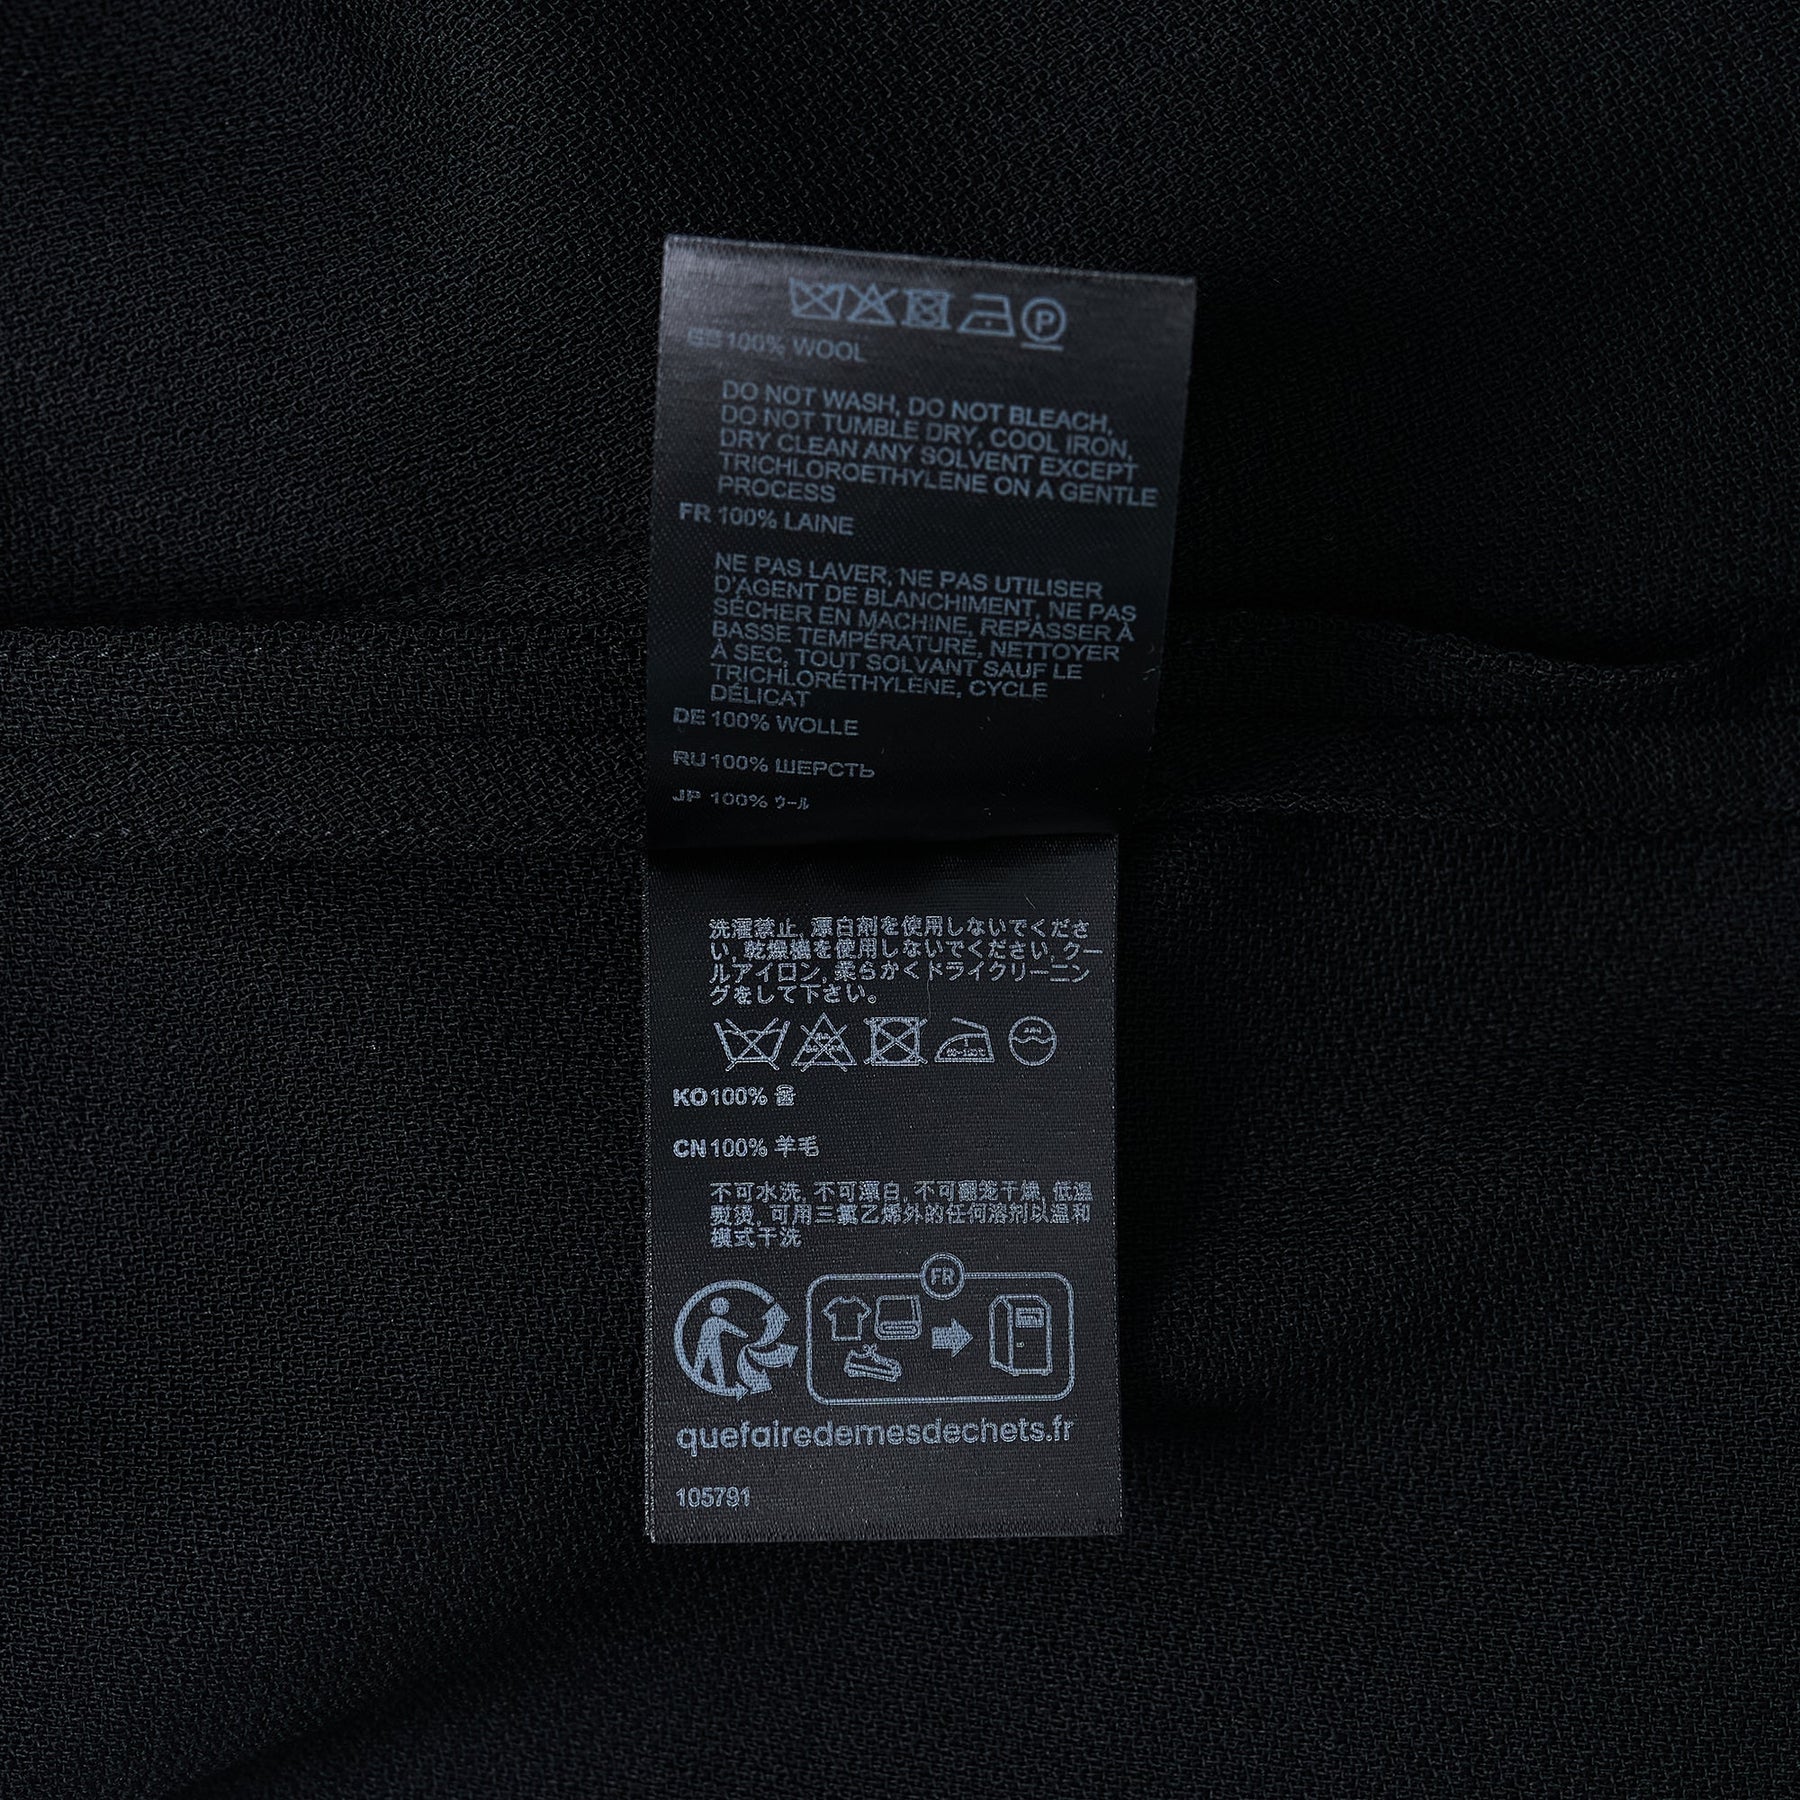 P
GB 100% WOOL
DO NOT WASH, DO NOT BLEACH,
DO NOT TUMBLE DRY, COOL IRON,
DRY CLEAN ANY SOLVENT EXCEPT
TRICHLOROETHYLENE ON A GENTLE
PROCESS
FR 100% LAINE
NE PAS LAVER, NE PAS UTILISER
D'AGENT DE BLANCHIMENT, NE PAS
SÉCHER EN MACHINE, REPASSER À
BASSE TEMPÉRATURE, NETTOYER
À SEC, TOUT SOLVANT SAUF LE
TRICHLORÉTHYLENE, CYCLE
DÉLICAT
DE 100% WOLLE
RU 100% ШЕРСТЬ
JP 100% ウール
洗濯禁止, 漂白剤を使用しないでくださ
い, 乾燥機を使用しないでください, クー
ルアイロン, 柔らかくドライクリーニン
グをして下さい。
KO 100% 울
CN 100% 羊毛
不可水洗, 不可漂白, 不可翻笼干燥, 低温
熨烫, 可用三氯乙烯外的任何溶剂以温和
模式干洗
FR
quefairedemesdechets.fr
105791